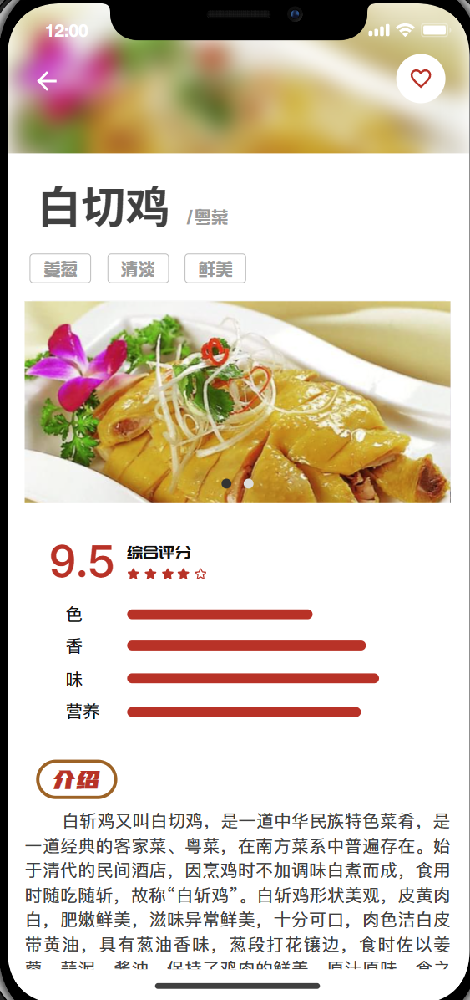 12:00
白切鸡 /粤菜
姜葱 清淡 鲜美
9.5 综合评分
色
香
味
营养
介绍
白斩鸡又叫白切鸡，是一道中华民族特色菜肴，是
一道经典的客家菜、粤菜，在南方菜系中普遍存在。始
于清代的民间酒店，因烹鸡时不加调味白煮而成，食用
时随吃随斩，故称“白斩鸡”。白斩鸡形状美观，皮黄肉
白，肥嫩鲜美，滋味异常鲜美，十分可口，肉色洁白皮
带黄油，具有葱油香味，葱段打花镶边，食时佐以姜
蓉、蒜泥、酱油，保持了鸡肉的鲜美、原汁原味，食之